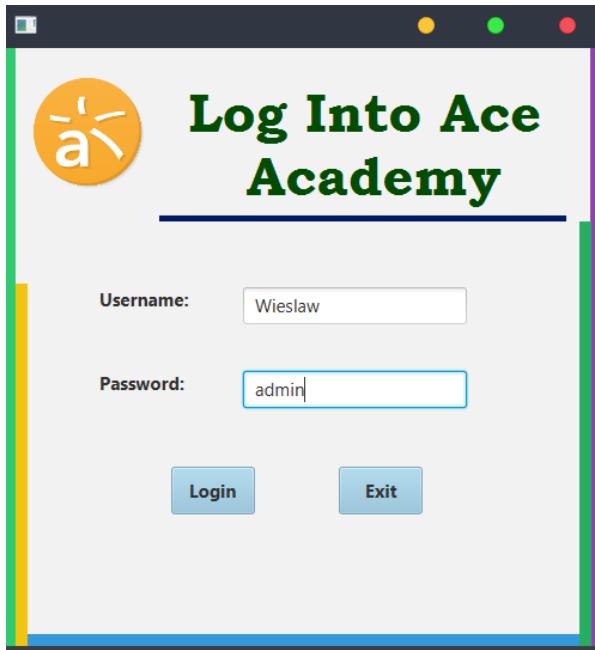 a
Log Into Ace
Academy
Username:
Wieslaw
Password:
admin
Login
Exit